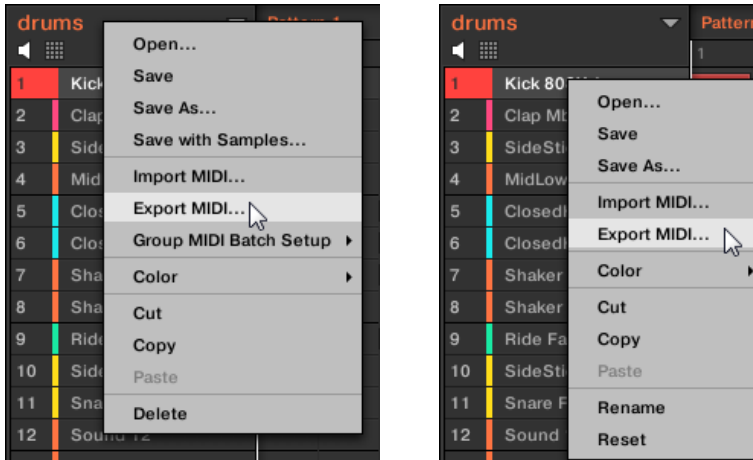 drums
Pattern 1
1
Kick
2
Clap
3
Side
4
Mid
5
Clos
6
Clos
7
Sha
8
Sha
9
Ride
10
Side
11
Sna
12
Sound 12
Open...
Save
Save As...
Save with Samples...
Import MIDI...
Export MIDI...
Group MIDI Batch Setup
Color
Cut
Copy
Paste
Delete
drums
Pattern
1
1
Kick 80
2
Clap Mb
3
SideSti
4
MidLow
5
ClosedH
6
ClosedH
7
Shaker
8
Shaker
9
Ride Fa
10
SideSti
11
Snare F
12
Sound
Open...
Save
Save As...
Import MIDI...
Export MIDI...
Color
Cut
Copy
Paste
Rename
Reset